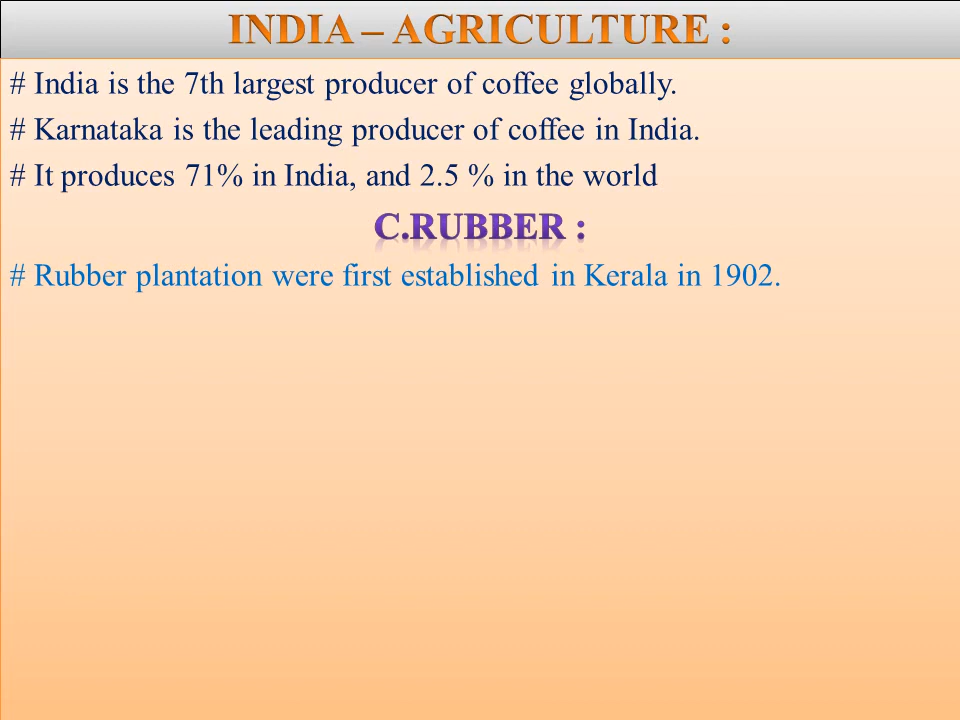 INDIA – AGRICULTURE :
# India is the 7th largest producer of coffee globally.
# Karnataka is the leading producer of coffee in India.
# It produces 71% in India, and 2.5 % in the world
C.RUBBER :
# Rubber plantation were first established in Kerala in 1902.